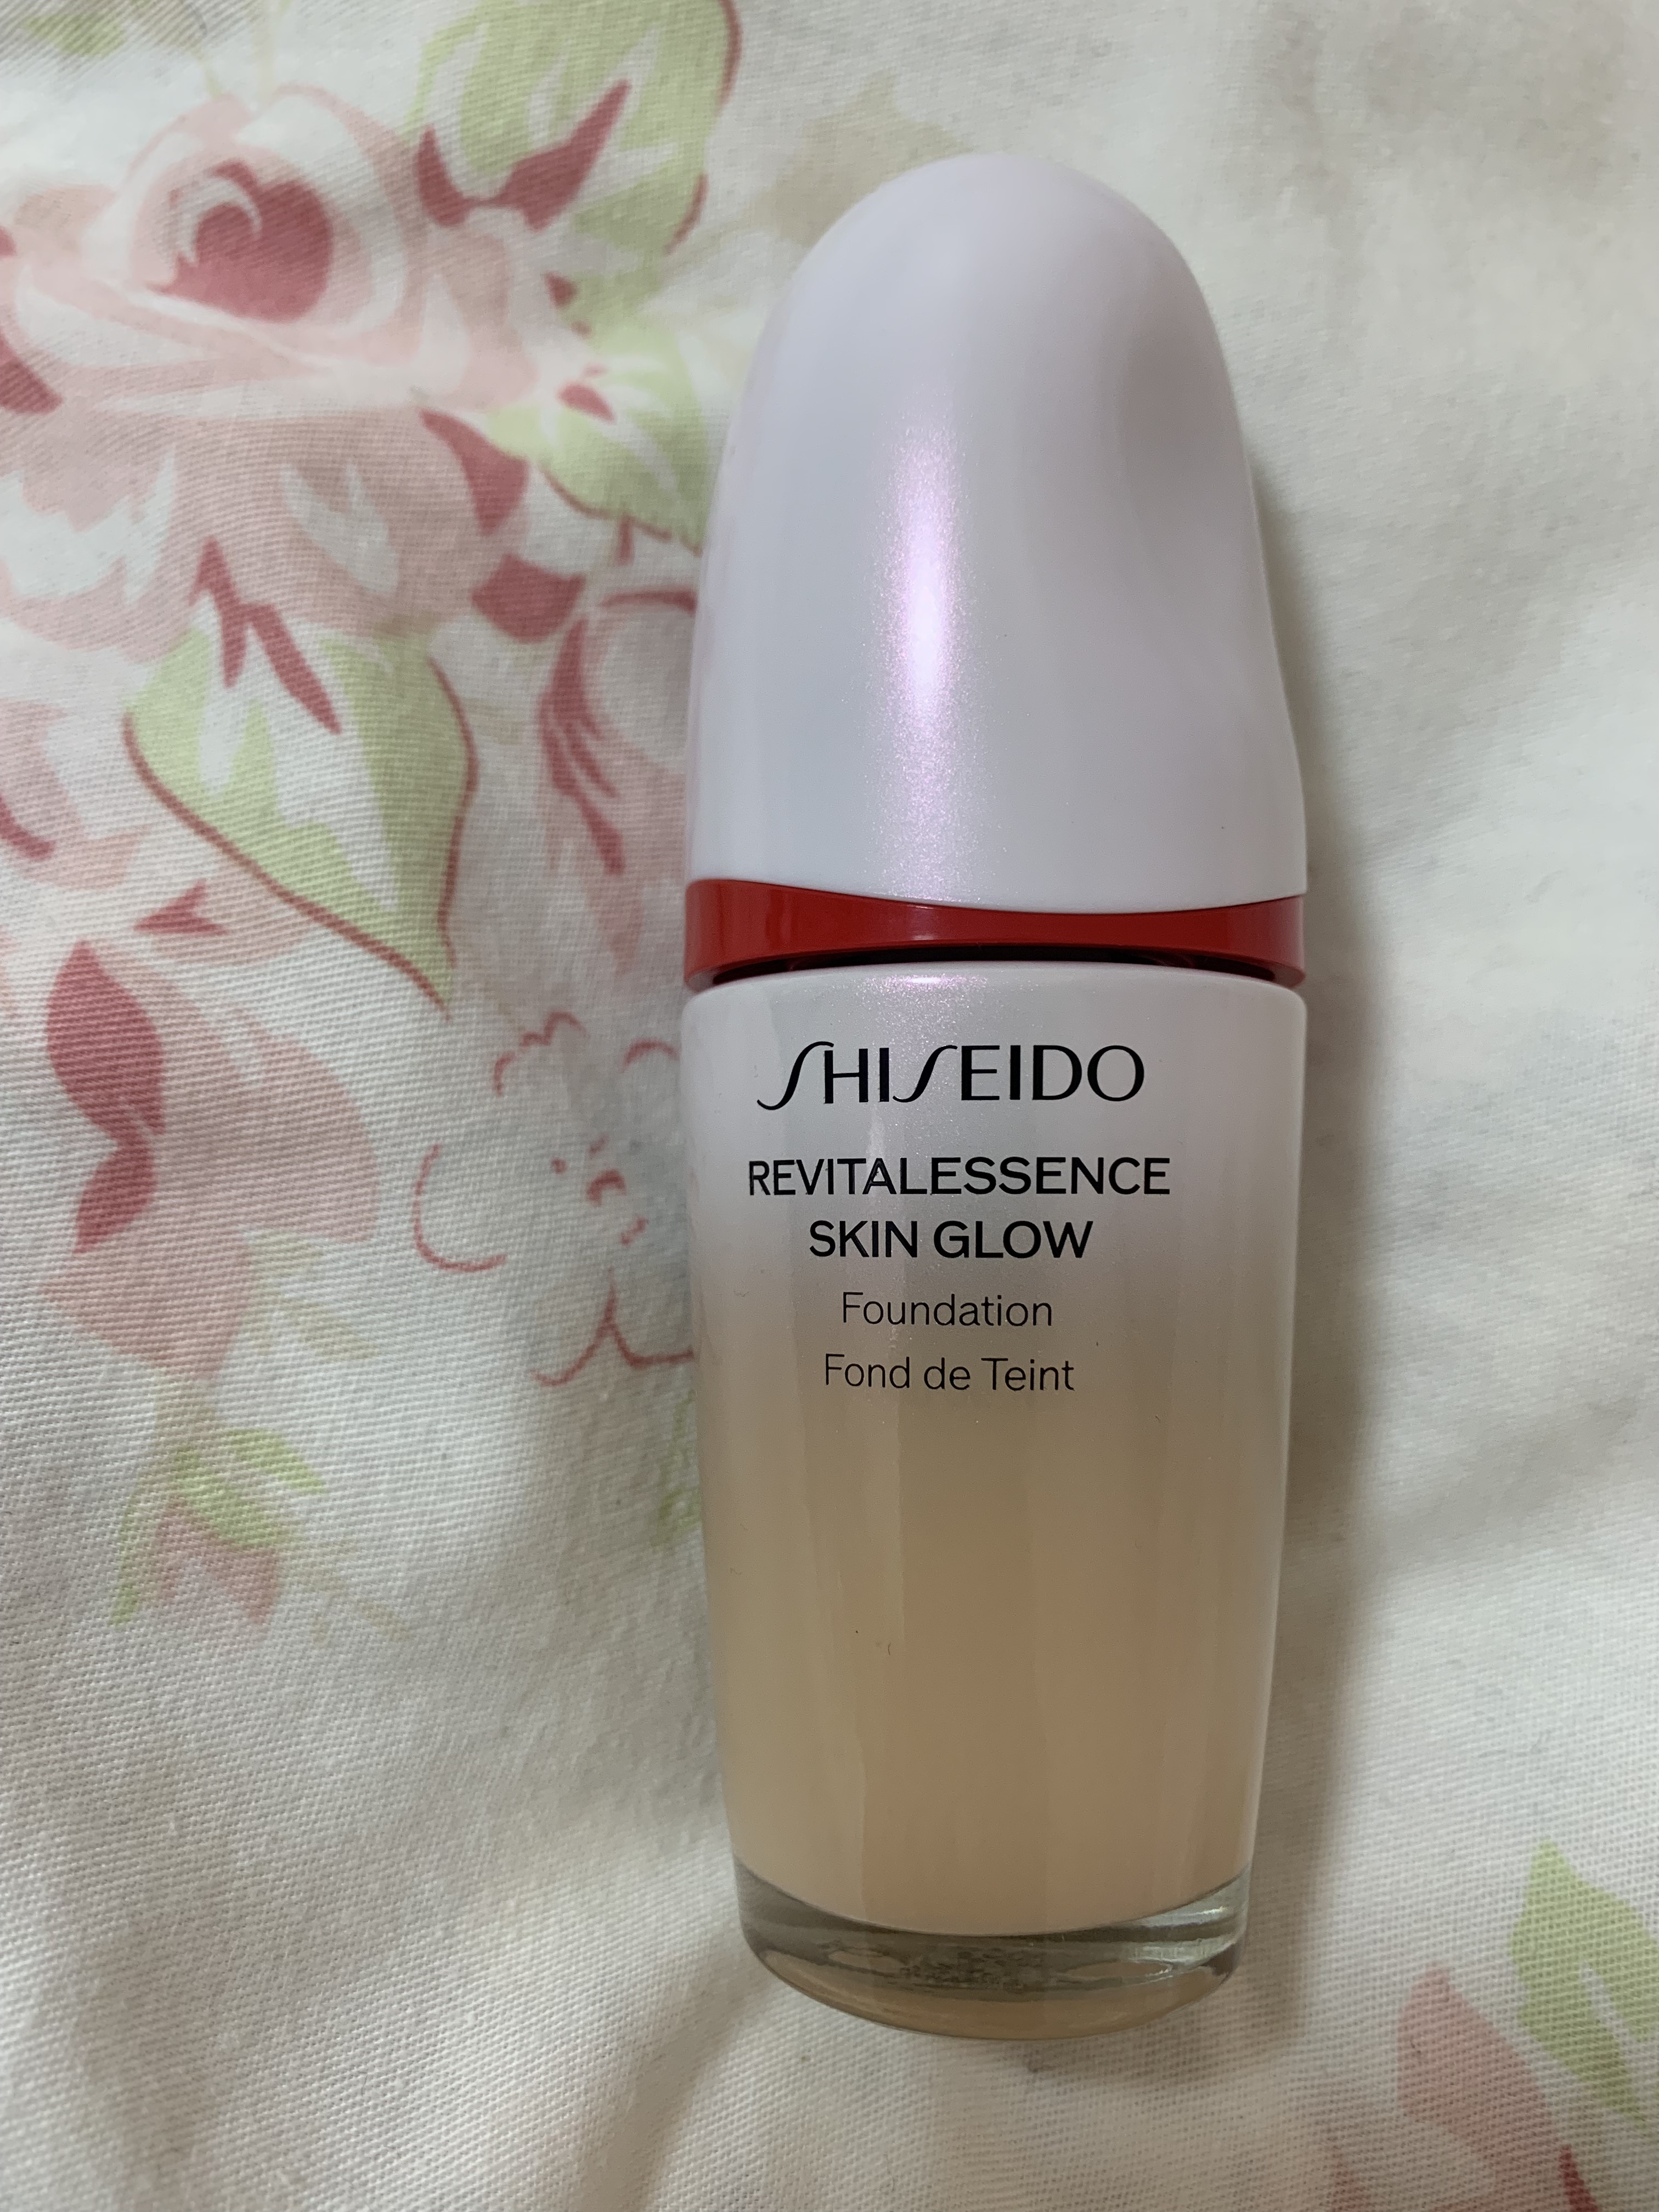 SHISEIDO
REVITALESSENCE
SKIN GLOW
Foundation
Fond de Teint